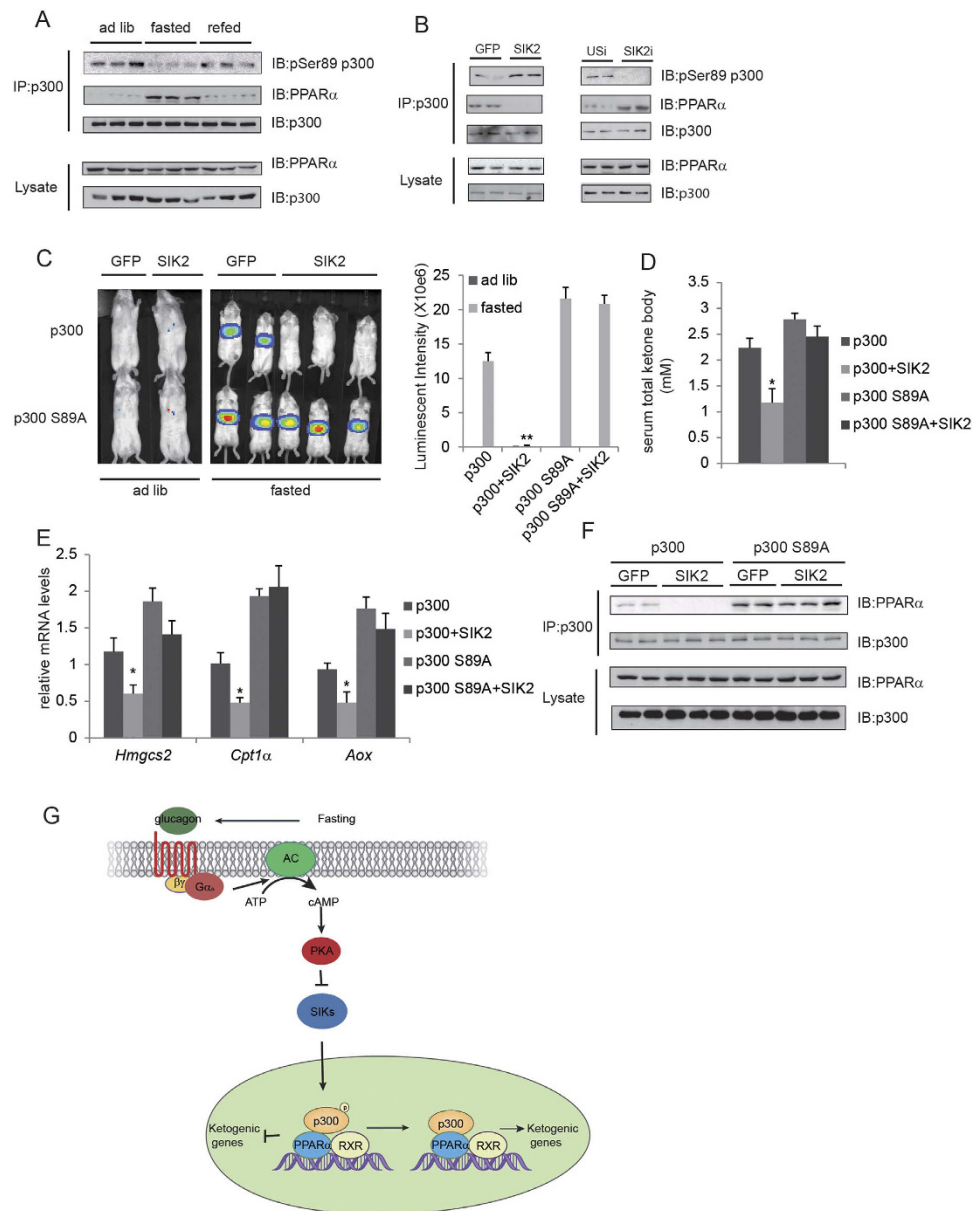 A
ad lib fasted refed
IP:p300
IB:pSer89 p300
IB:PPARα
IB:p300
Lysate
IB:PPARα
IB:p300
B
GFP SIK2 USi SIK2i
IP:p300
IB:pSer89 p300
IB:PPARα
IB:p300
Lysate
IB:PPARα
IB:p300
C
GFP SIK2 GFP SIK2
p300
p300 S89A
ad lib fasted
Luminescent Intensity (X10e6)
25
20
15
10
5
0
ad lib
fasted
**
p300
p300+SIK2
p300 S89A
p300 S89A+SIK2
D
serum total ketone body
(mM)
3
2.5
2
1.5
1
0.5
0
*
p300
p300+SIK2
p300 S89A
p300 S89A+SIK2
E
relative mRNA levels
2.5
2
1.5
1
0.5
0
* * *
Hmgcs2 Cpt1α Aox
p300
p300+SIK2
p300 S89A
p300 S89A+SIK2
F
p300 p300 S89A
GFP SIK2 GFP SIK2
IP:p300
IB:PPARα
IB:p300
Lysate
IB:PPARα
IB:p300
G
glucagon Fasting
βγ Gαs AC
ATP cAMP
PKA
SIKs
p300 P p300
Ketogenic
genes
PPARα RXR PPARα RXR
Ketogenic
genes